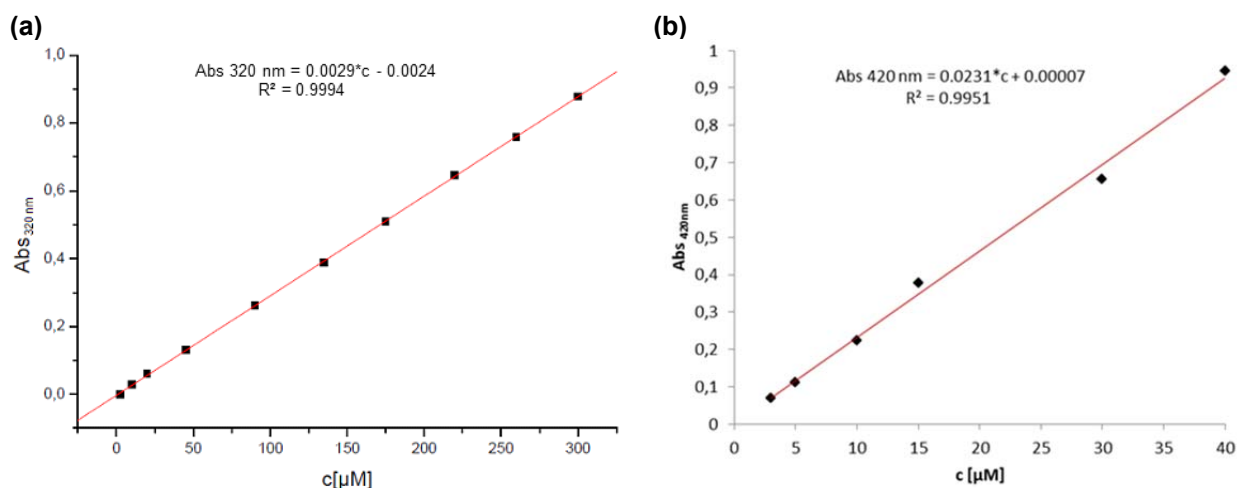 (a)
Abs 320 nm = 0.0029*c - 0.0024
R² = 0.9994
1,0
0,8
0,6
0,4
0,2
0,0
Abs 320 nm
0 50 100 150 200 250 300
c[µM]
(b)
Abs 420 nm = 0.0231*c + 0.00007
R² = 0.9951
1
0,9
0,8
0,7
0,6
0,5
0,4
0,3
0,2
0,1
0
Abs 420nm
0 5 10 15 20 25 30 35 40
c [µM]